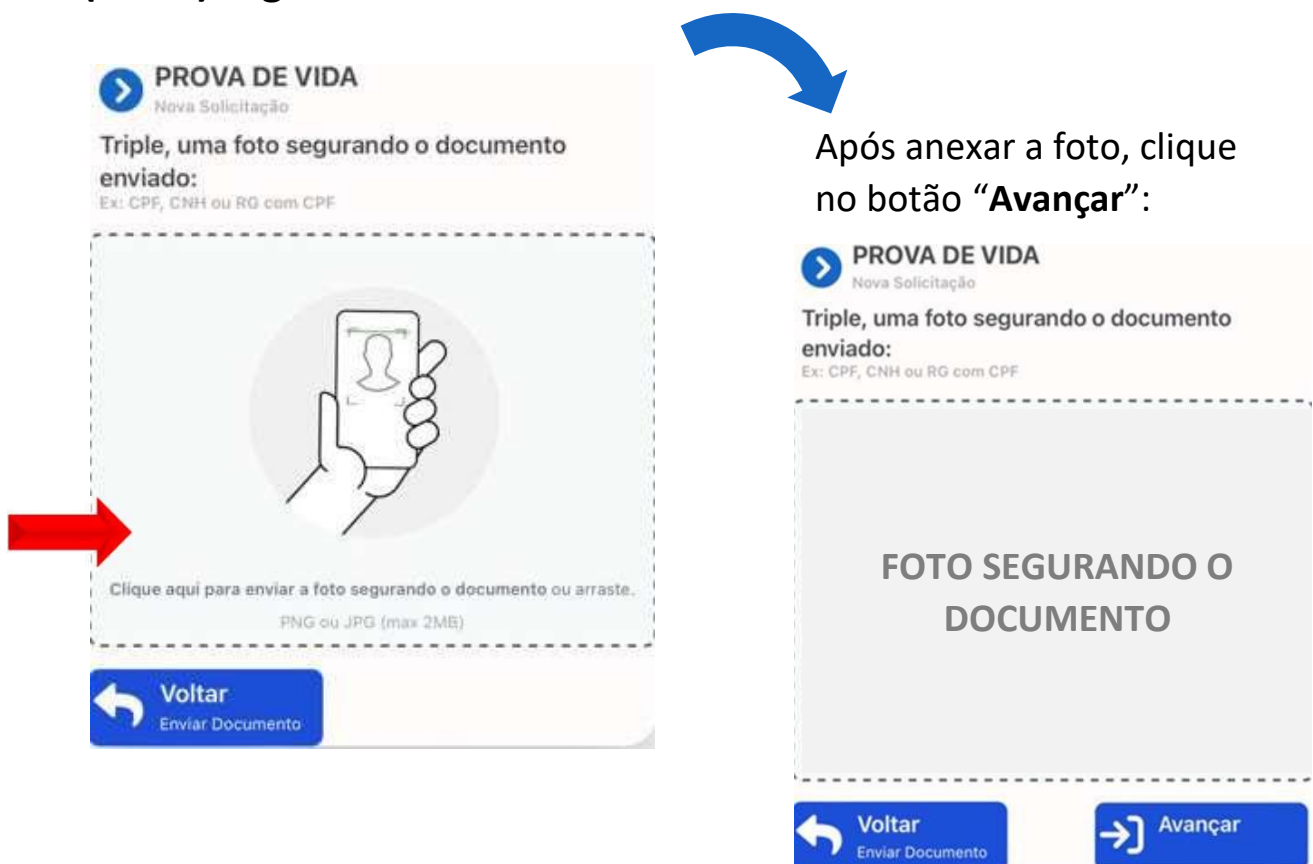 PROVA DE VIDA
Nova Solicitação
Triple, uma foto segurando o documento
enviado:
Ex: CPF, CNH ou RG com CPF
Clique aqui para enviar a foto segurando o documento ou arraste.
PNG ou JPG (max 2MB)
Voltar
Enviar Documento
Após anexar a foto, clique
no botão “Avançar”:
PROVA DE VIDA
Nova Solicitação
Triple, uma foto segurando o documento
enviado:
Ex: CPF, CNH ou RG com CPF
FOTO SEGURANDO O
DOCUMENTO
Voltar
Enviar Documento
Avançar